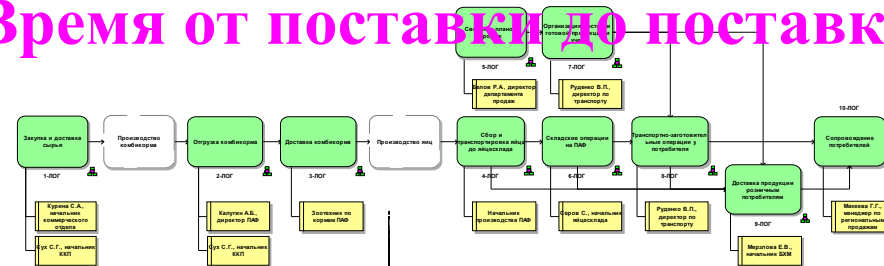 Время от поставки до поставк
готовой
5-ЛОГ
7-ЛОГ
директор
департамента
продаж
Руденко В.П.,
директор по
транспорту
10-ЛОГ
Закупка и доставка
сырья
Производство
комбикорма
Отгрузка комбикорма
Доставка комбикорма
Производство яиц
Сбор и
транспортировка яйца
до яйцесклада
Складские операции
на ПАФ
Транспортно-заготовител
ьные операции у
потребителя
Сопровождение
потребителей
1-ЛОГ
2-ЛОГ
3-ЛОГ
4-ЛОГ
6-ЛОГ
8-ЛОГ
Доставка продукции
розничным
потребителям
9-ЛОГ
Курина С.А.,
начальник
коммерческого
отдела
Сух С.Г., начальник
ККП
Калугин А.Б.,
директор ПАФ
Сух С.Г., начальник
ККП
Зоотехник по
кормам ПАФ
Начальник
производства ПАФ
Серов С., начальник
яйцесклада
Руденко В.П.,
директор по
транспорту
Мерзлова Е.В.,
начальник БХМ
Макеева Г.Г.,
менеджер по
региональным
продажам